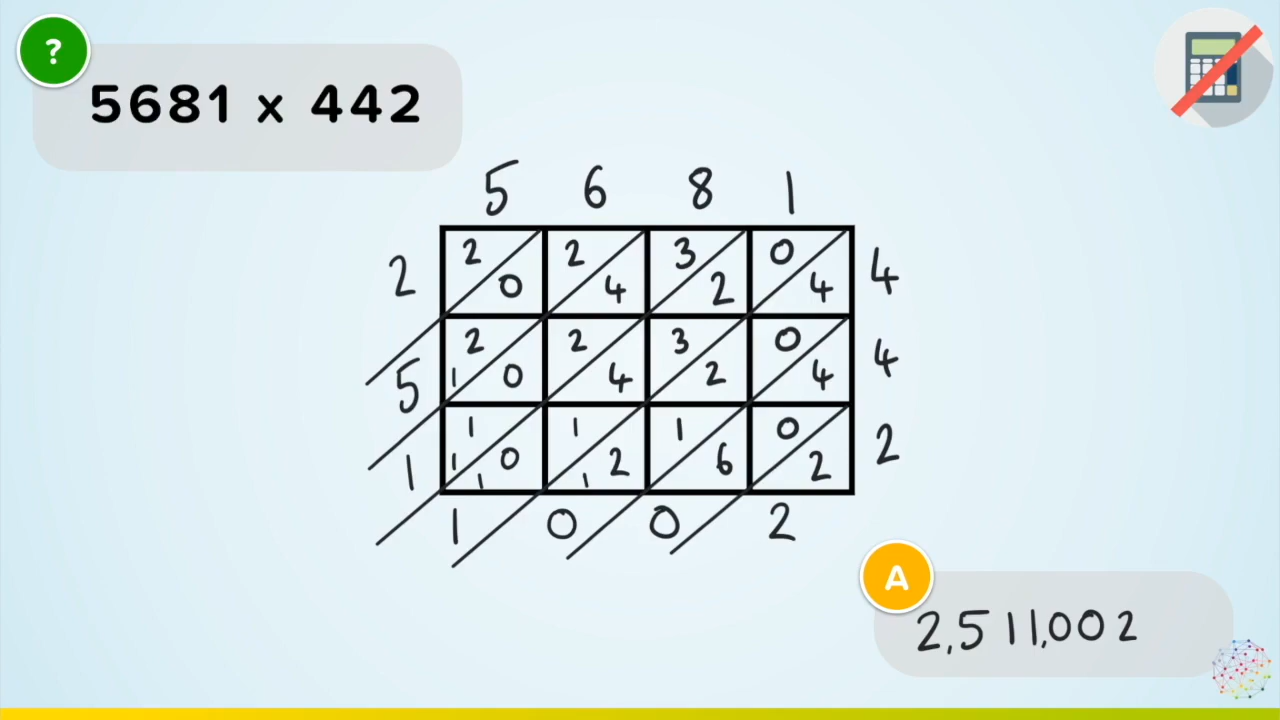 ?
5681 x 442
5 6 8 1
2 2 2 3 0 4
0 4 2 4
2 2 3 0 4
5 1 0 4 2 4
1 1 1 0 2
1 1 0 2 6 2
1 1
1 0 0 2
A
2,511,002